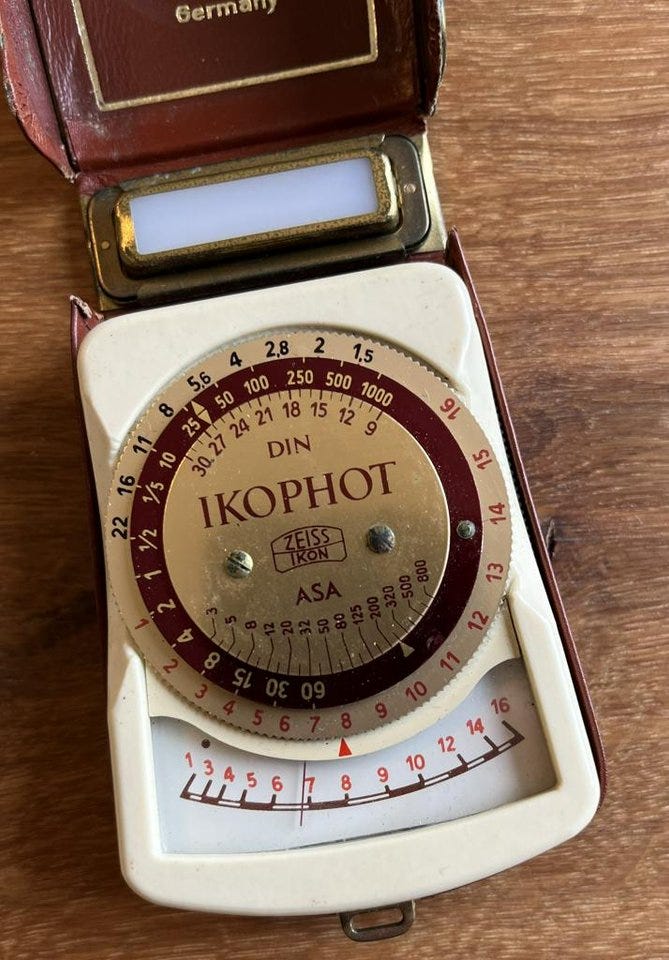 Germany
22 16 11 8 5,6 4 2,8 2 1,5
4 2 1 1/2 1/5 10 25 50 100 250 500 1000
30 27 24 21 18 15 12 9
DIN
IKOPHOT
ZEISS
IKON
ASA
3 5 8 12 20 32 50 80 125 200 320 500 800
8 15 30 60
1 2 3 4 5 6 7 8 9 10 11 12 13 14 15 16
1 3 4 5 6 7 8 9 10 12 14 16